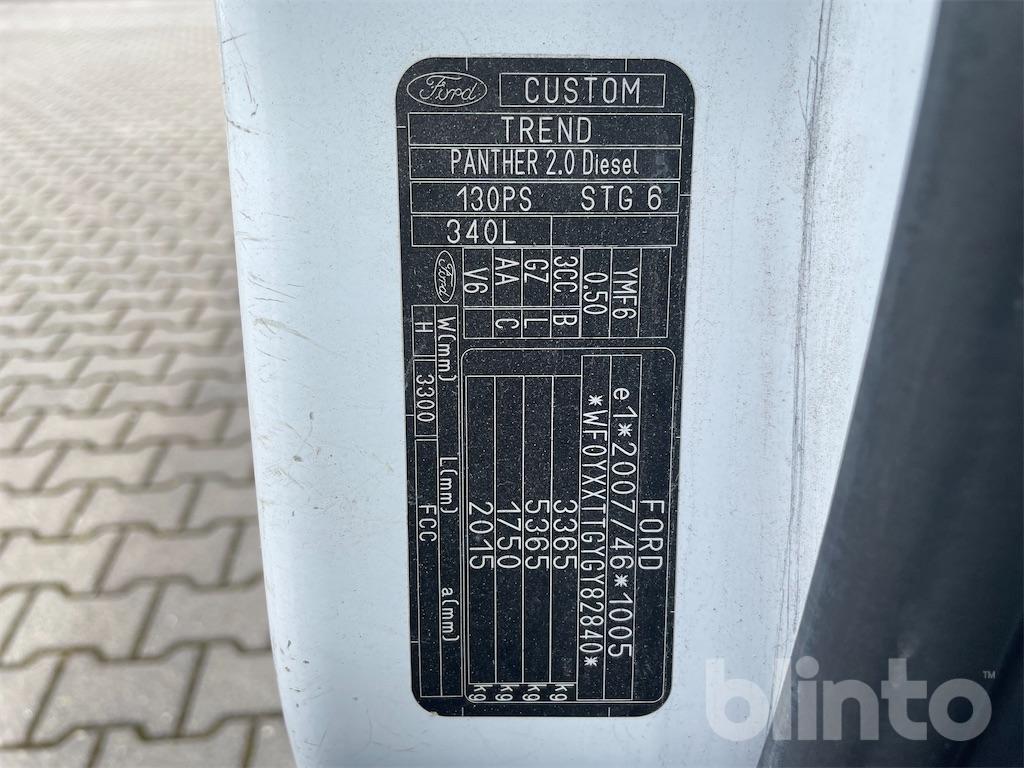 Ford CUSTOM
TREND
PANTHER 2.0 Diesel
130PS STG 6
340L
YMF6
0.50
3CC B
GZ L
AA C
V6
Ford
FORD
e1*2007/46*1005
*WF0YXXTTGYGY82840*
3365 kg
5365 kg
1750 kg
2015 kg
W(mm) L(mm) a(mm)
H 3300 FCC
blinto™